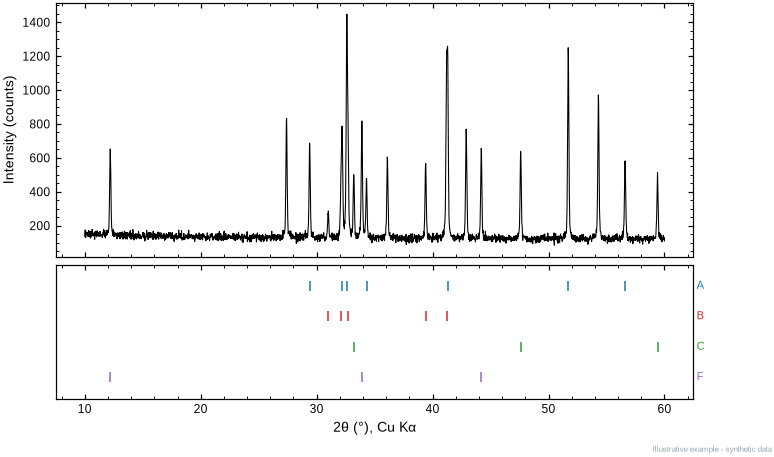 1400
1200
1000
800
600
400
200
Intensity (counts)
A
B
C
F
10 20 30 40 50 60
2θ (°), Cu Kα
Illustrative example - synthetic data